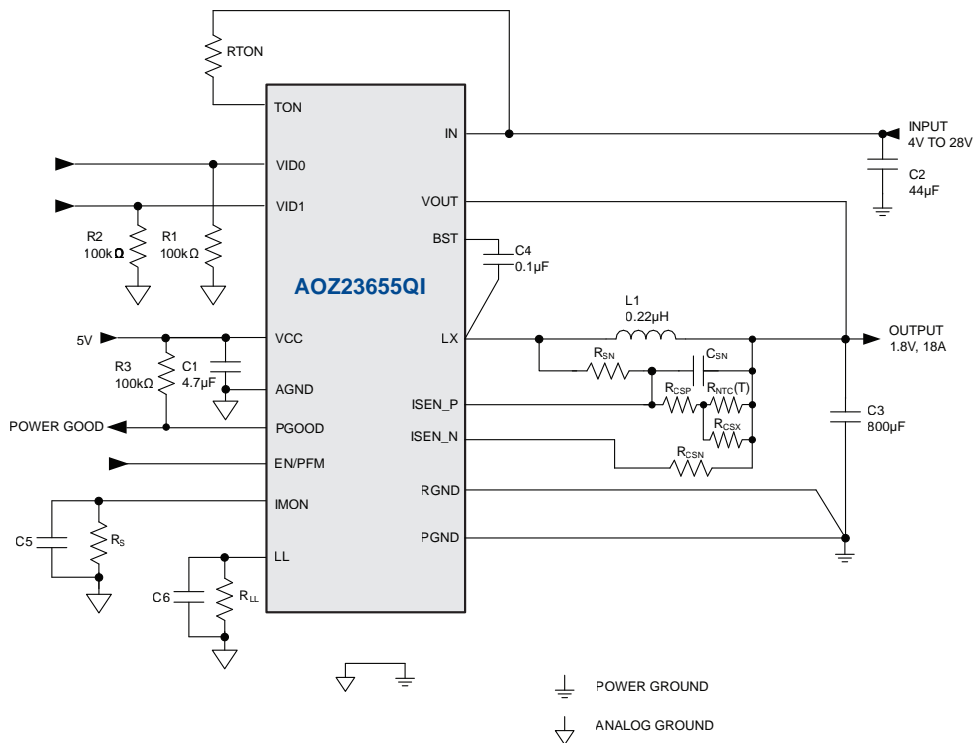 RTON
TON
IN
INPUT
4V TO 28V
C2
44µF
VID0
VID1
VOUT
R2
100kΩ
R1
100kΩ
BST
C4
0.1µF
AOZ23655QI
L1
0.22µH
5V
VCC
LX
OUTPUT
1.8V, 18A
R3
100kΩ
C1
4.7µF
RSN
CSN
AGND
ISEN_P
RCSP
RNTC(T)
C3
800µF
POWER GOOD
PGOOD
ISEN_N
RCSX
EN/PFM
RCSN
IMON
RGND
C5
RS
PGND
LL
C6
RLL
POWER GROUND
ANALOG GROUND